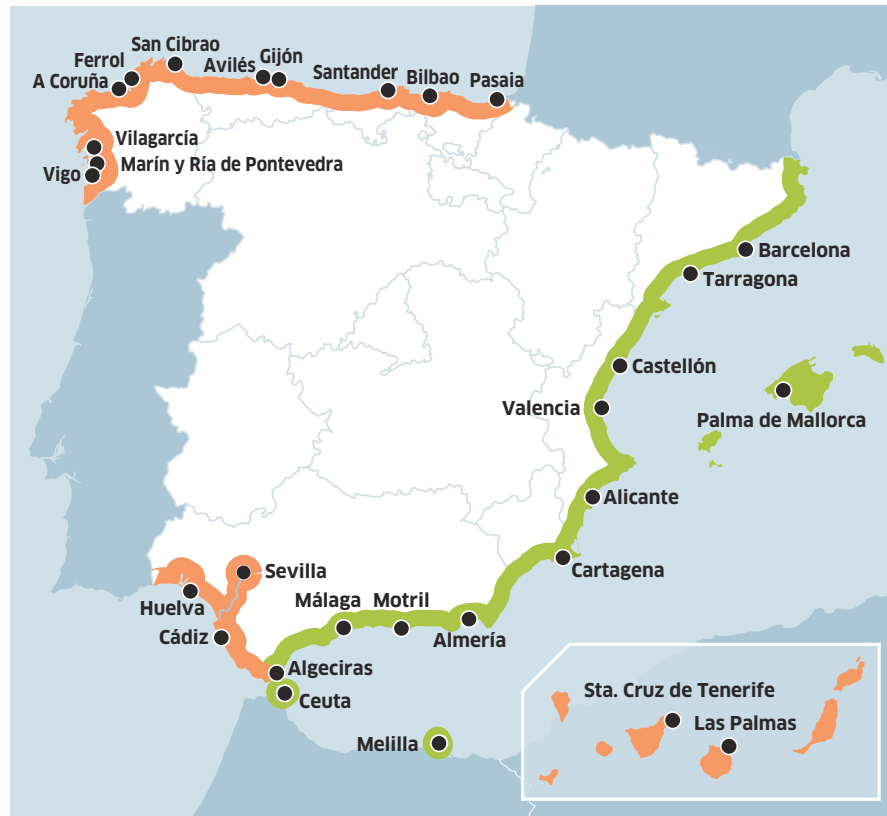 San Cibrao
Ferrol
Gijón
Avilés
A Coruña
Santander
Bilbao
Pasaia
Vilagarcía
Marín y Ría de Pontevedra
Vigo
Barcelona
Tarragona
Castellón
Valencia
Palma de Mallorca
Alicante
Cartagena
Sevilla
Huelva
Málaga
Motril
Cádiz
Almería
Algeciras
Ceuta
Melilla
Sta. Cruz de Tenerife
Las Palmas